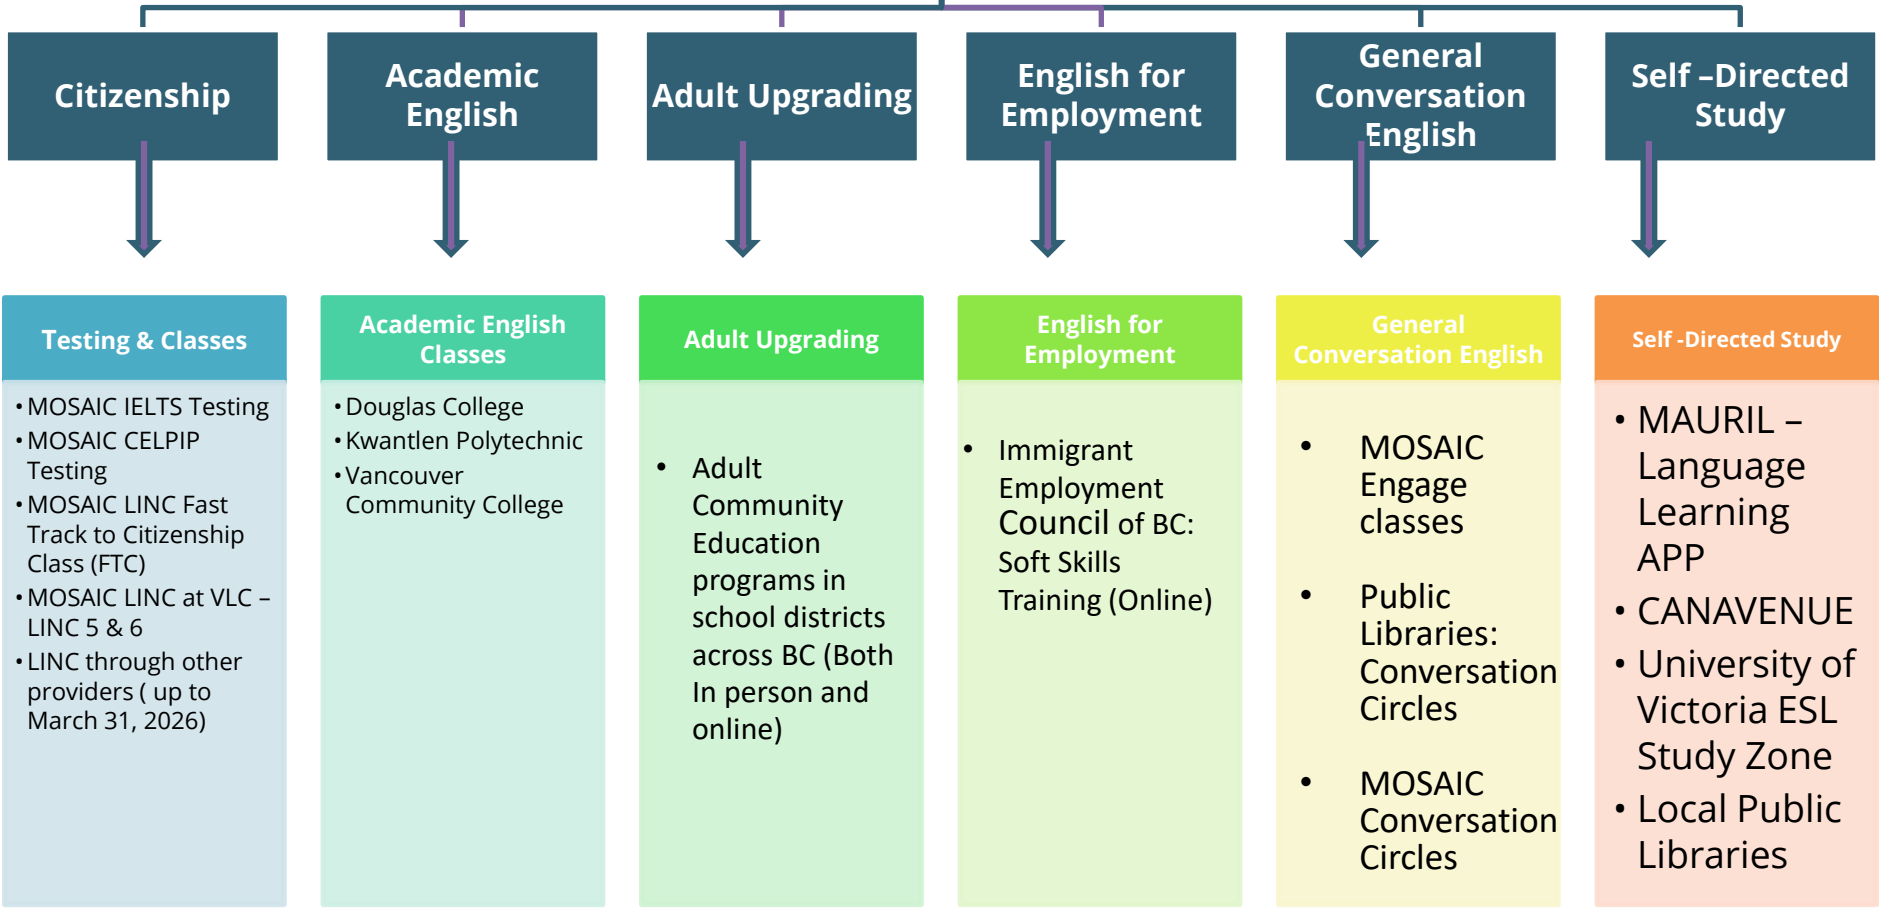 Citizenship
Academic
English
Adult Upgrading
English for
Employment
General
Conversation
English
Self –Directed
Study
Testing & Classes
• MOSAIC IELTS Testing
• MOSAIC CELPIP
Testing
• MOSAIC LINC Fast
Track to Citizenship
Class (FTC)
• MOSAIC LINC at VLC –
LINC 5 & 6
• LINC through other
providers ( up to
March 31, 2026)
Academic English
Classes
• Douglas College
• Kwantlen Polytechnic
• Vancouver
Community College
Adult Upgrading
• Adult
Community
Education
programs in
school districts
across BC (Both
In person and
online)
English for
Employment
• Immigrant
Employment
Council of BC:
Soft Skills
Training (Online)
General
Conversation English
• MOSAIC
Engage
classes
• Public
Libraries:
Conversation
Circles
• MOSAIC
Conversation
Circles
Self -Directed Study
• MAURIL –
Language
Learning
APP
• CANAVENUE
• University of
Victoria ESL
Study Zone
• Local Public
Libraries